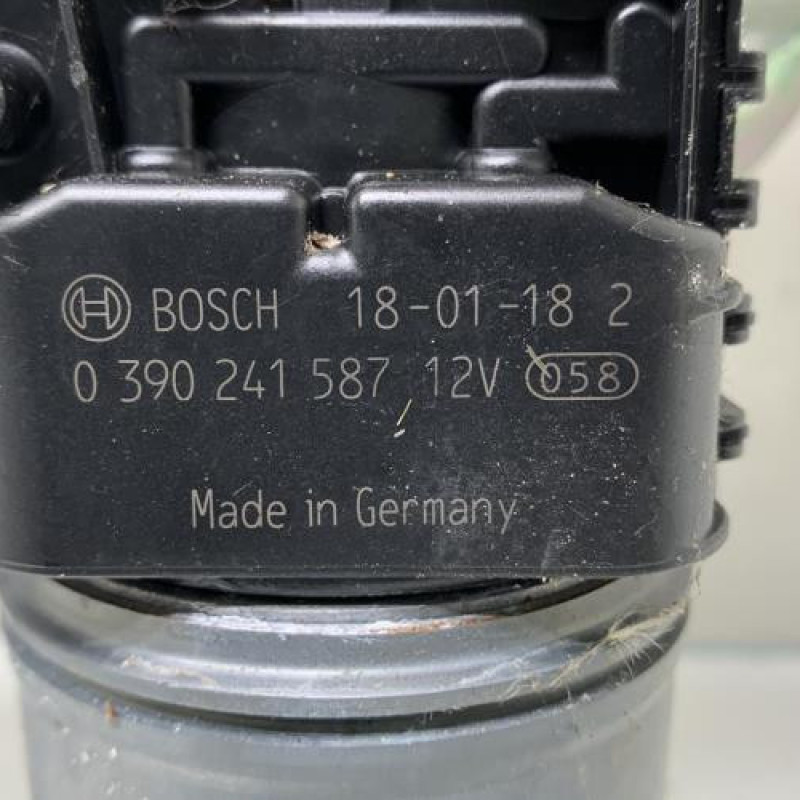 BOSCH 18-01-18 2
0 390 241 587 12V 058
Made in Germany